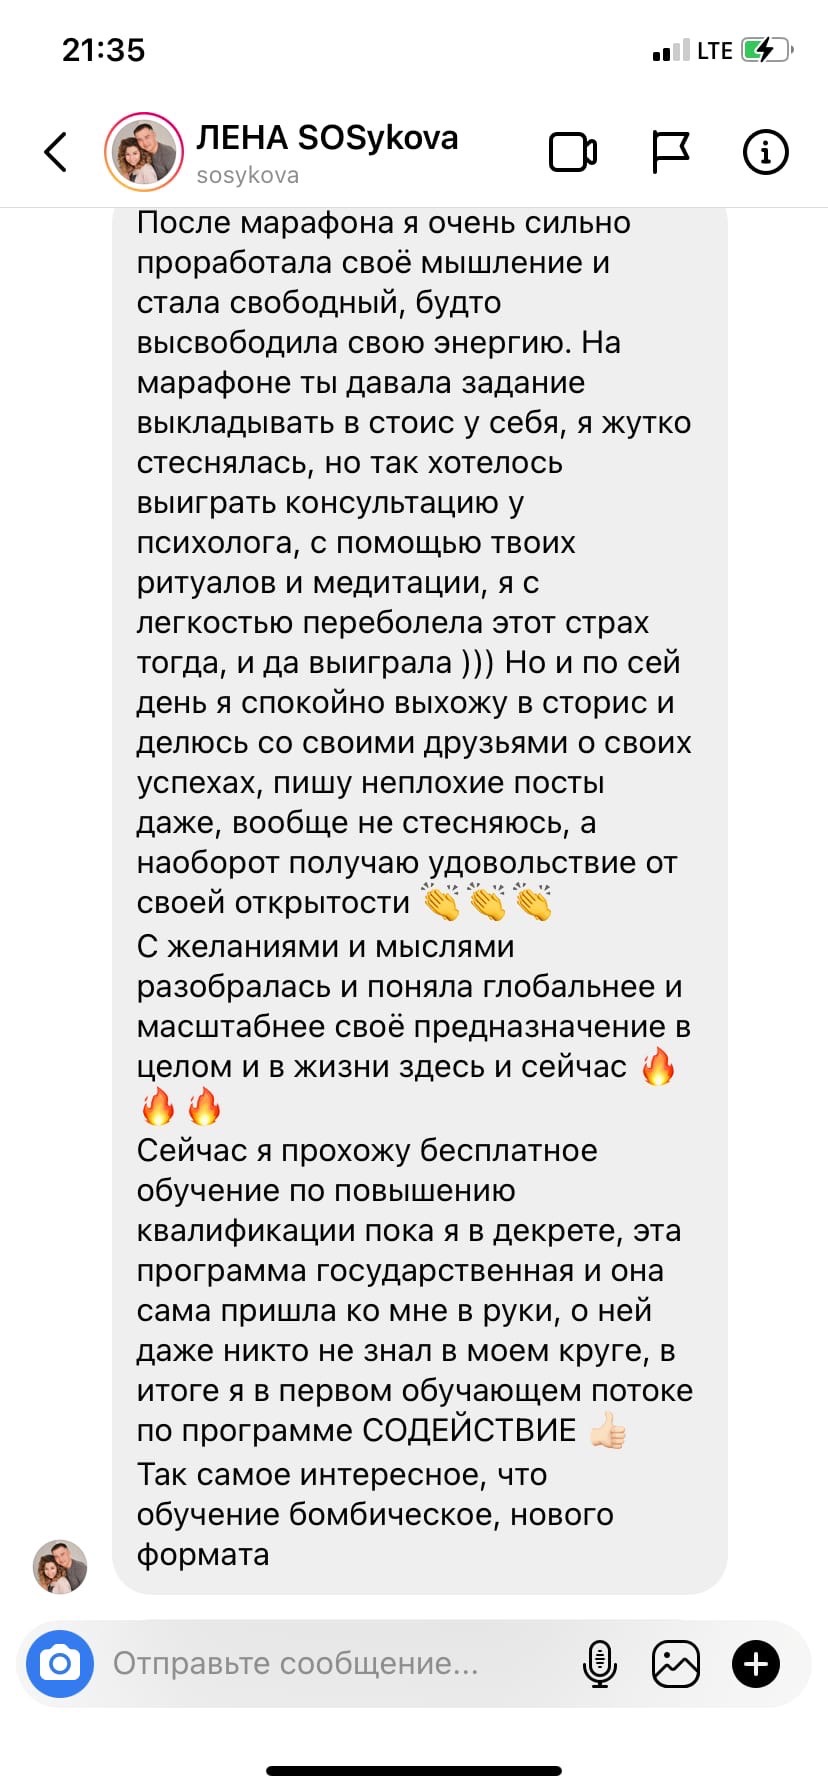 21:35
LTE
ЛЕНА SOSykova
sosykova
После марафона я очень сильно
проработала своё мышление и
стала свободный, будто
высвободила свою энергию. На
марафоне ты давала задание
выкладывать в стоис у себя, я жутко
стеснялась, но так хотелось
выиграть консультацию у
психолога, с помощью твоих
ритуалов и медитации, я с
легкостью переболела этот страх
тогда, и да выиграла ))) Но и по сей
день я спокойно выхожу в сторис и
делюсь со своими друзьями о своих
успехах, пишу неплохие посты
даже, вообще не стесняюсь, а
наоборот получаю удовольствие от
своей открытости 👏👏👏
С желаниями и мыслями
разобралась и поняла глобальнее и
масштабнее своё предназначение в
целом и в жизни здесь и сейчас 🔥
🔥🔥
Сейчас я прохожу бесплатное
обучение по повышению
квалификации пока я в декрете, эта
программа государственная и она
сама пришла ко мне в руки, о ней
даже никто не знал в моем круге, в
итоге я в первом обучающем потоке
по программе СОДЕЙСТВИЕ 👍🏻
Так самое интересное, что
обучение бомбическое, нового
формата
Отправьте сообщение...